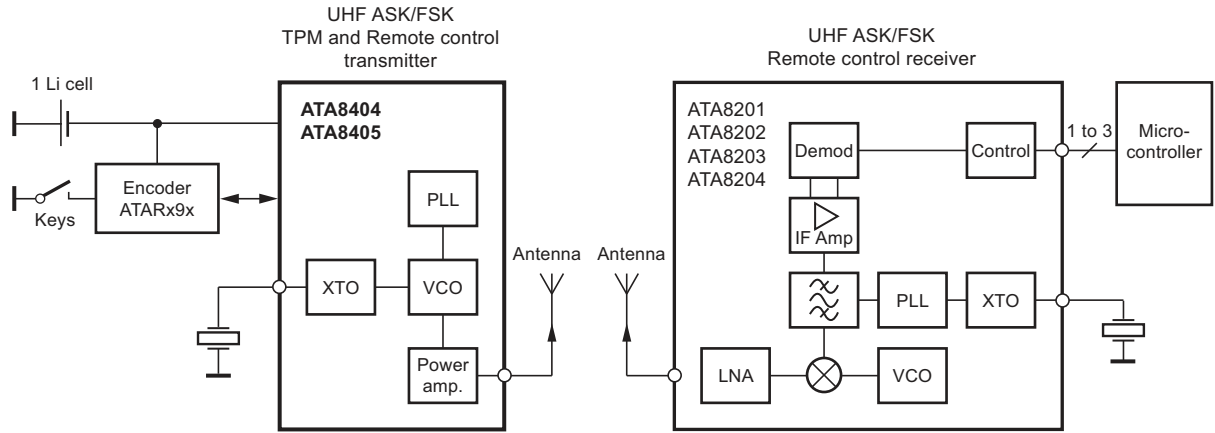 UHF ASK/FSK
TPM and Remote control
transmitter
1 Li cell
ATA8404
ATA8405
Encoder
ATARx9x
Keys
PLL
XTO
VCO
Power
amp.
Antenna
UHF ASK/FSK
Remote control receiver
Antenna
ATA8201
ATA8202
ATA8203
ATA8204
Demod
Control
1 to 3
Micro-
controller
IF Amp
PLL
XTO
LNA
VCO